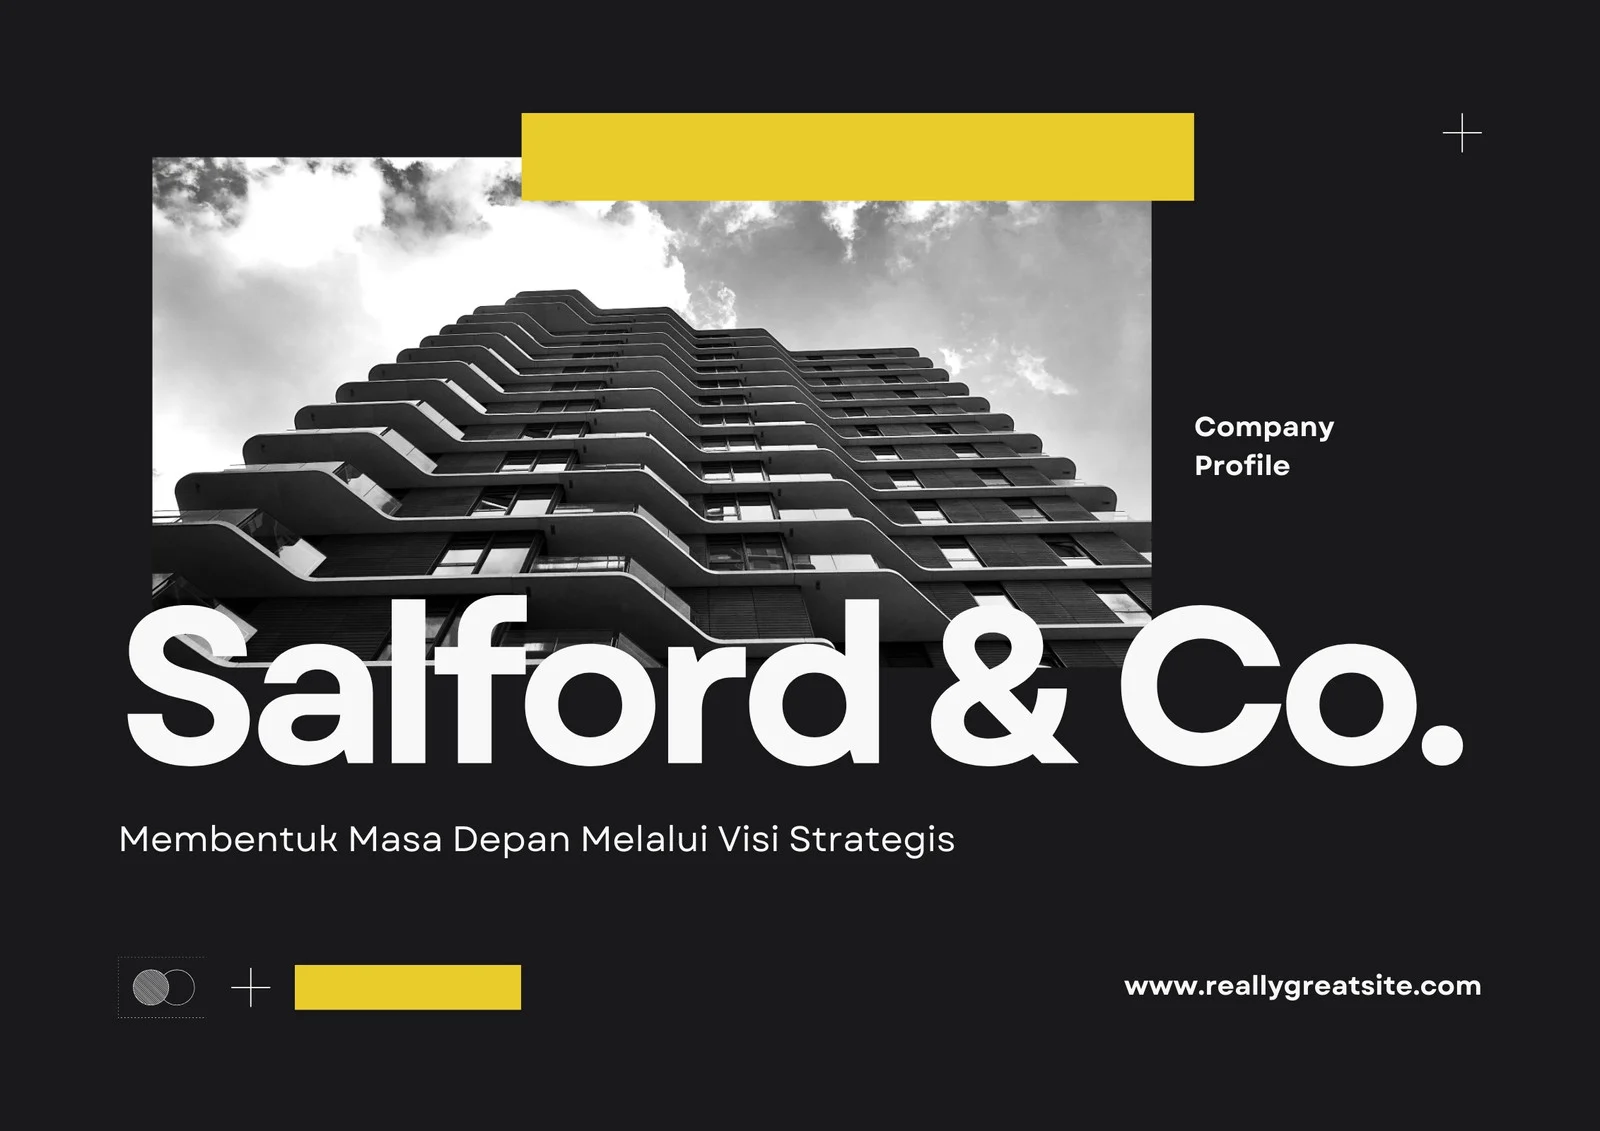 Company
Profile
Salford & Co.
Membentuk Masa Depan Melalui Visi Strategis
www.reallygreatsite.com